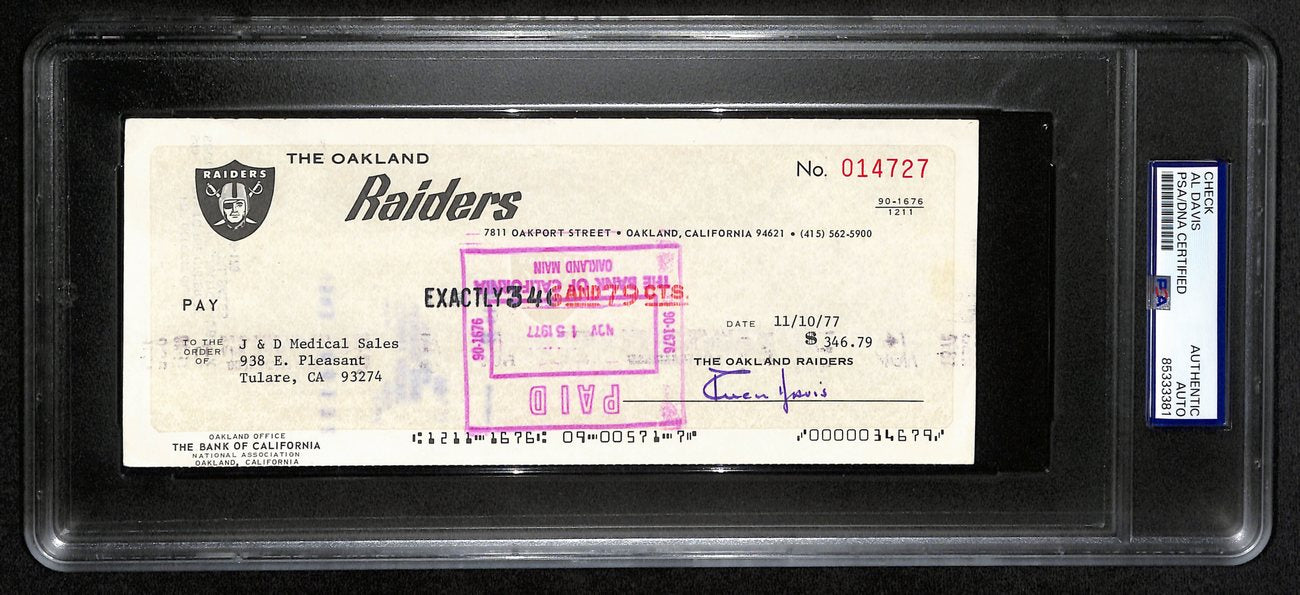 RAIDERS
THE OAKLAND
Raiders
No. 014727
90-1676
1211
7811 OAKPORT STREET • OAKLAND, CALIFORNIA 94621 • (415) 562-5900
THE BANK OF CALIFORNIA
OAKLAND MAIN
90-1676
NOV 15 1977
90-1676
PAID
PAY
EXACTLY 346 AND 79 CTS.
DATE 11/10/77
$ 346.79
TO THE ORDER OF
J & D Medical Sales
938 E. Pleasant
Tulare, CA 93274
THE OAKLAND RAIDERS
Allen Davis
OAKLAND OFFICE
THE BANK OF CALIFORNIA
NATIONAL ASSOCIATION
OAKLAND, CALIFORNIA
⑆1211⑉1676⑆ 09⑉00571⑉7⑈
⑈0000034679⑈
CHECK
AL DAVIS
PSA/DNA CERTIFIED
PSA
AUTHENTIC
AUTO
85333381